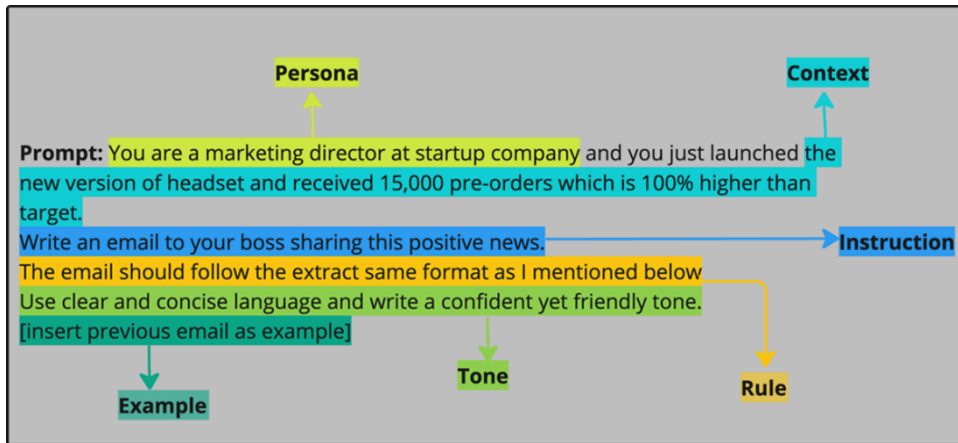 Persona
Context
Prompt: You are a marketing director at startup company and you just launched the
new version of headset and received 15,000 pre-orders which is 100% higher than
target.
Write an email to your boss sharing this positive news.
Instruction
The email should follow the extract same format as I mentioned below
Use clear and concise language and write a confident yet friendly tone.
[insert previous email as example]
Tone
Rule
Example